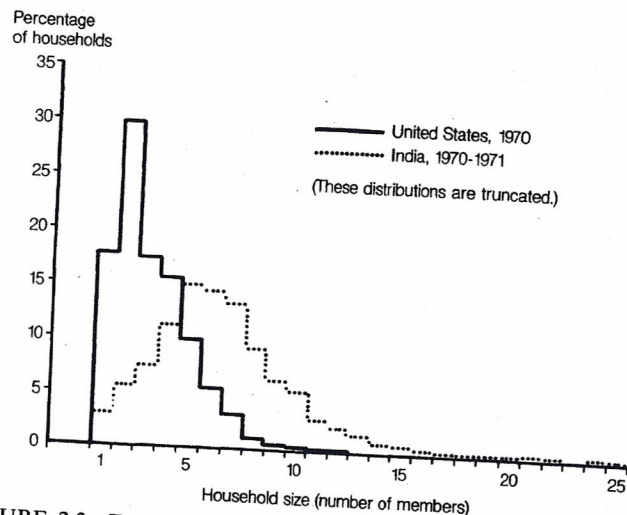 Percentage
of households
35
30
25
20
15
10
5
0
United States, 1970
India, 1970-1971
(These distributions are truncated.)
1 5 10 15 20 25
Household size (number of members)